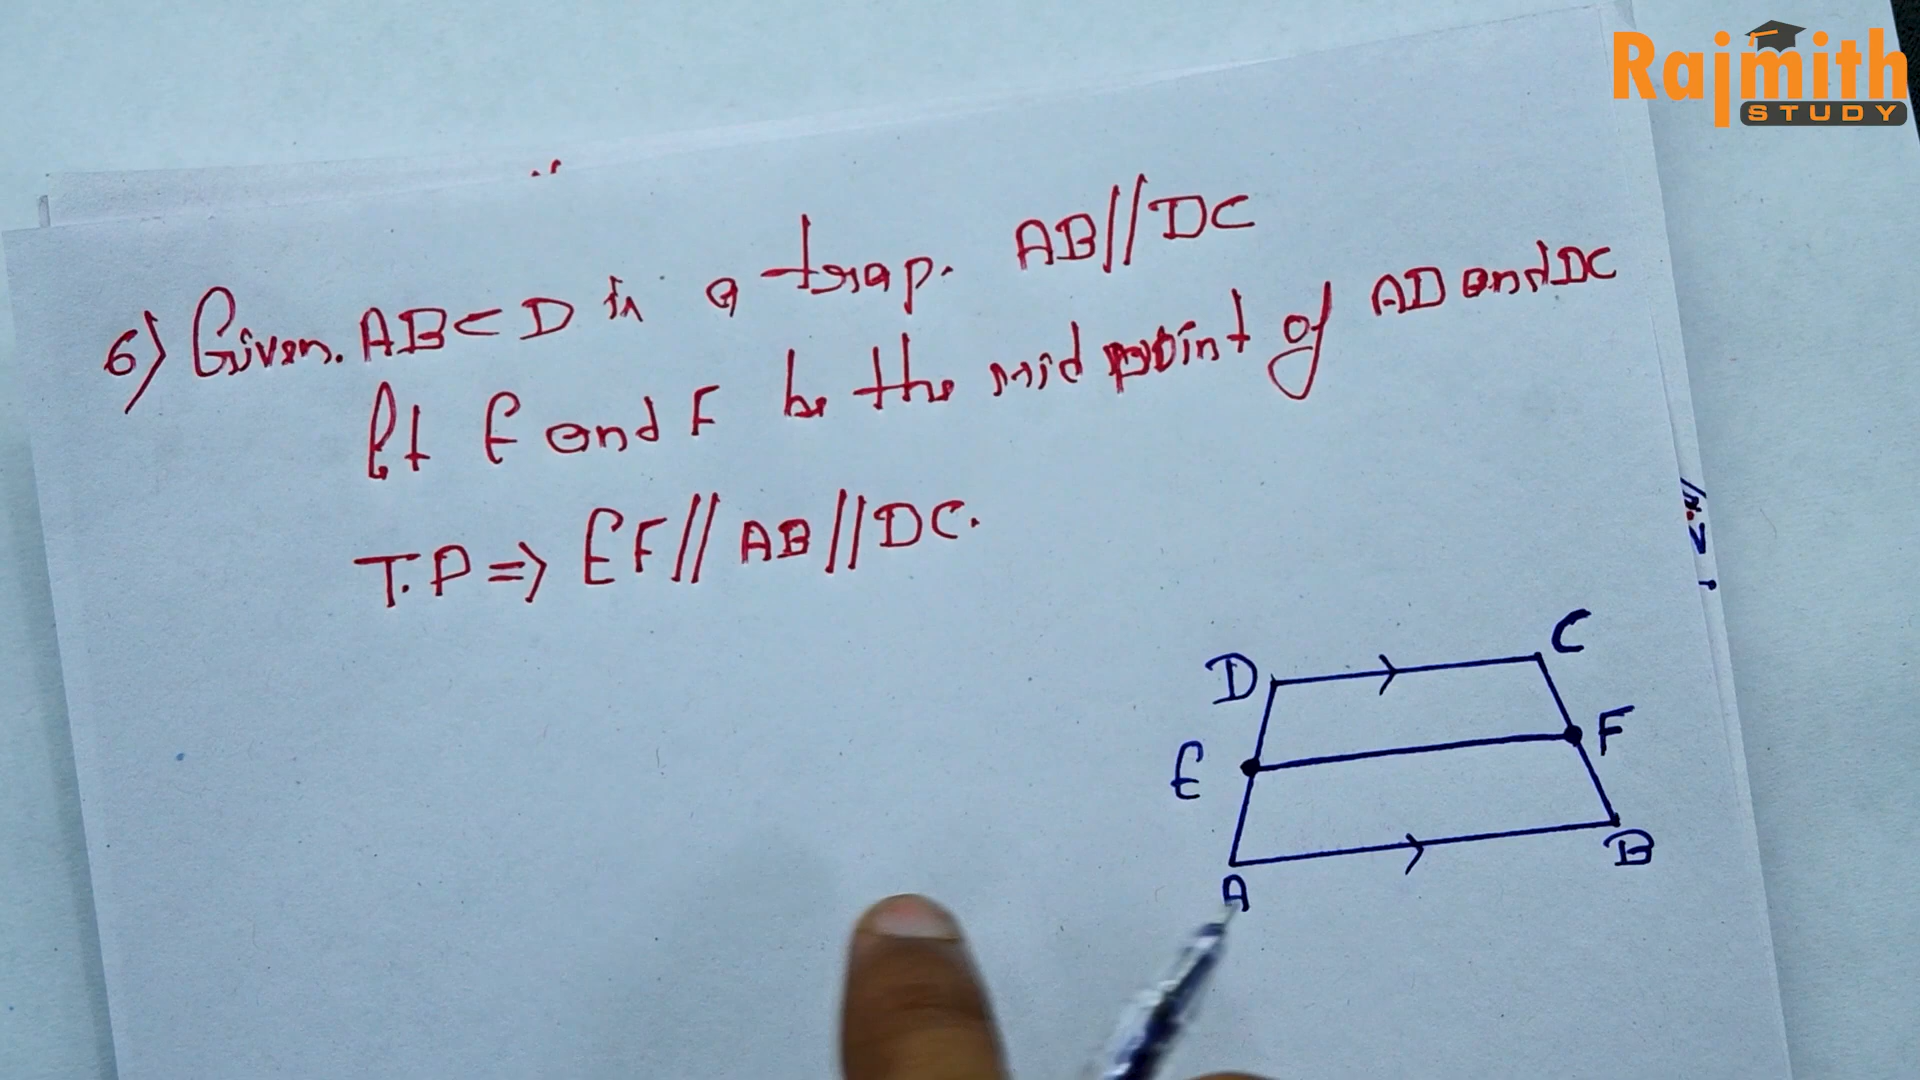 Rajmith
STUDY
6) Given. ABCD is a trap. AB//DC
let E and F be the mid point of AD and DC
T.P => EF//AB//DC.
D
C
E
F
A
B